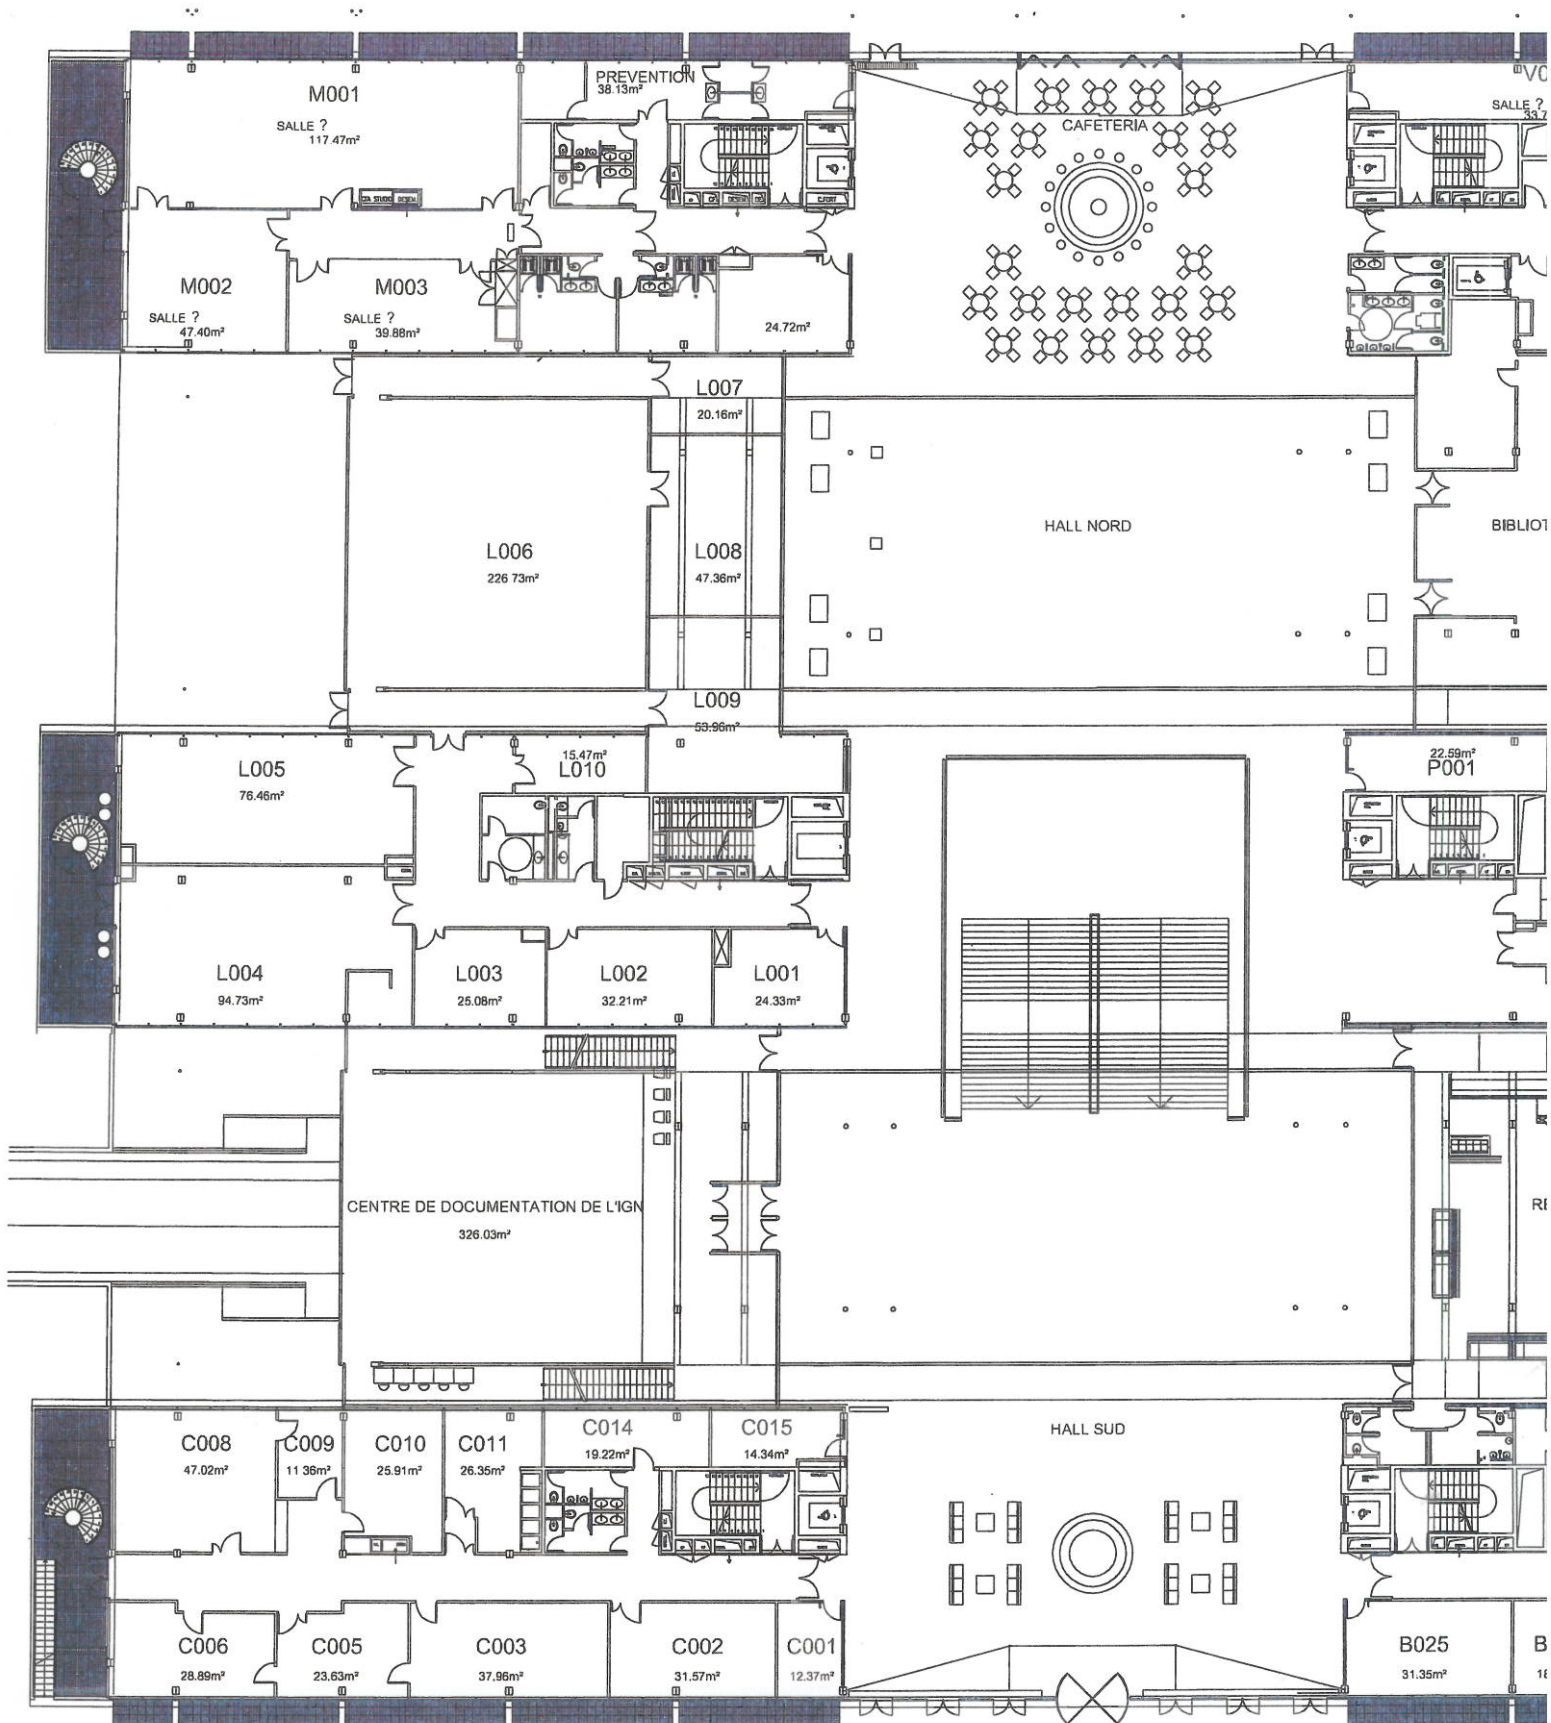 PREVENTION
38.13m²
M001
SALLE ?
117.47m²
SALLE ?
CAFETERIA
M002
SALLE ?
47.40m²
M003
SALLE ?
39.88m²
24.72m²
L007
20.16m²
L006
226 73m²
L008
47.36m²
HALL NORD
BIBLIOT
L009
53.96m²
L005
76.46m²
15.47m²
L010
22.59m²
P001
L004
94.73m²
L003
25.08m²
L002
32.21m²
L001
24.33m²
CENTRE DE DOCUMENTATION DE L'IGN
326.03m²
RE
C008
47.02m²
C009
11 36m²
C010
25.91m²
C011
26.35m²
C014
19.22m²
C015
14.34m²
HALL SUD
C006
28.89m²
C005
23.63m²
C003
37.96m²
C002
31.57m²
C001
12.37m²
B025
31.35m²
B
18